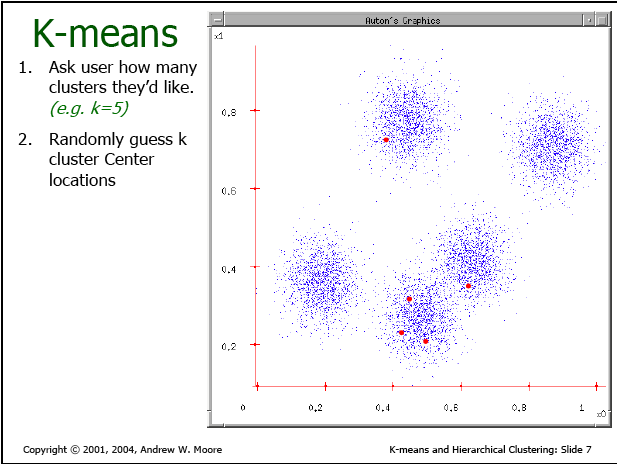 K-means
1. Ask user how many
clusters they'd like.
(e.g. k=5)
2. Randomly guess k
cluster Center
locations
Auton's Graphics
x1
0.8
0.6
0.4
0.2
0 0.2 0.4 0.6 0.8 1 x0
Copyright © 2001, 2004, Andrew W. Moore
K-means and Hierarchical Clustering: Slide 7